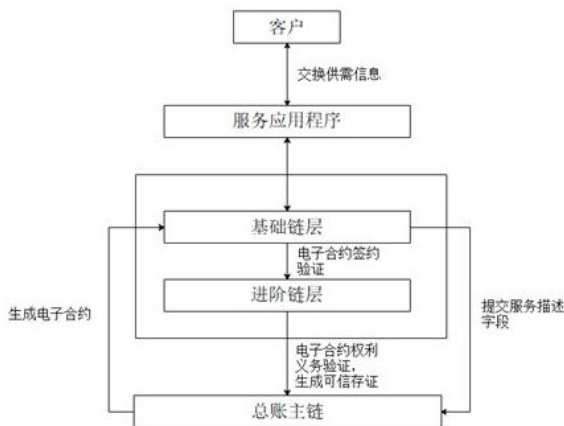 客户
交换供需信息
服务应用程序
基础链层
电子合约签约
验证
进阶链层
生成电子合约
提交服务描述
字段
电子合约权利
义务验证,
生成可信存证
总账主链